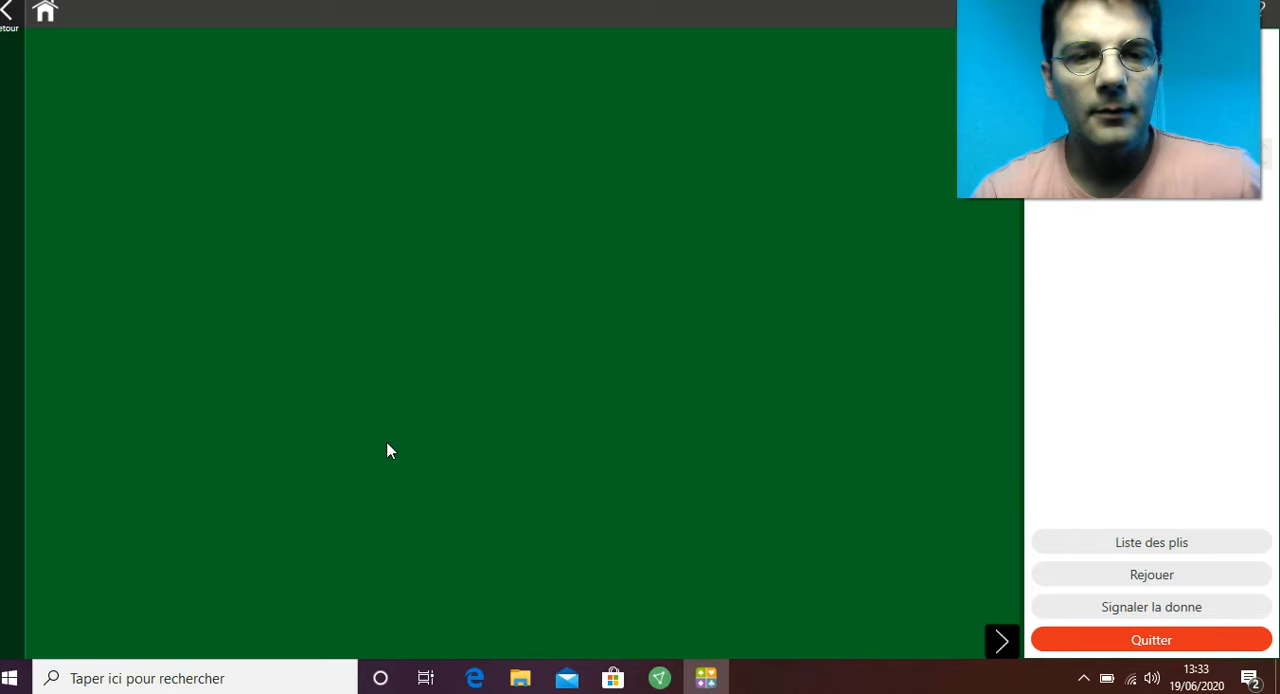 etour
?
Liste des plis
Rejouer
Signaler la donne
Quitter
Taper ici pour rechercher
13:33
19/06/2020
2